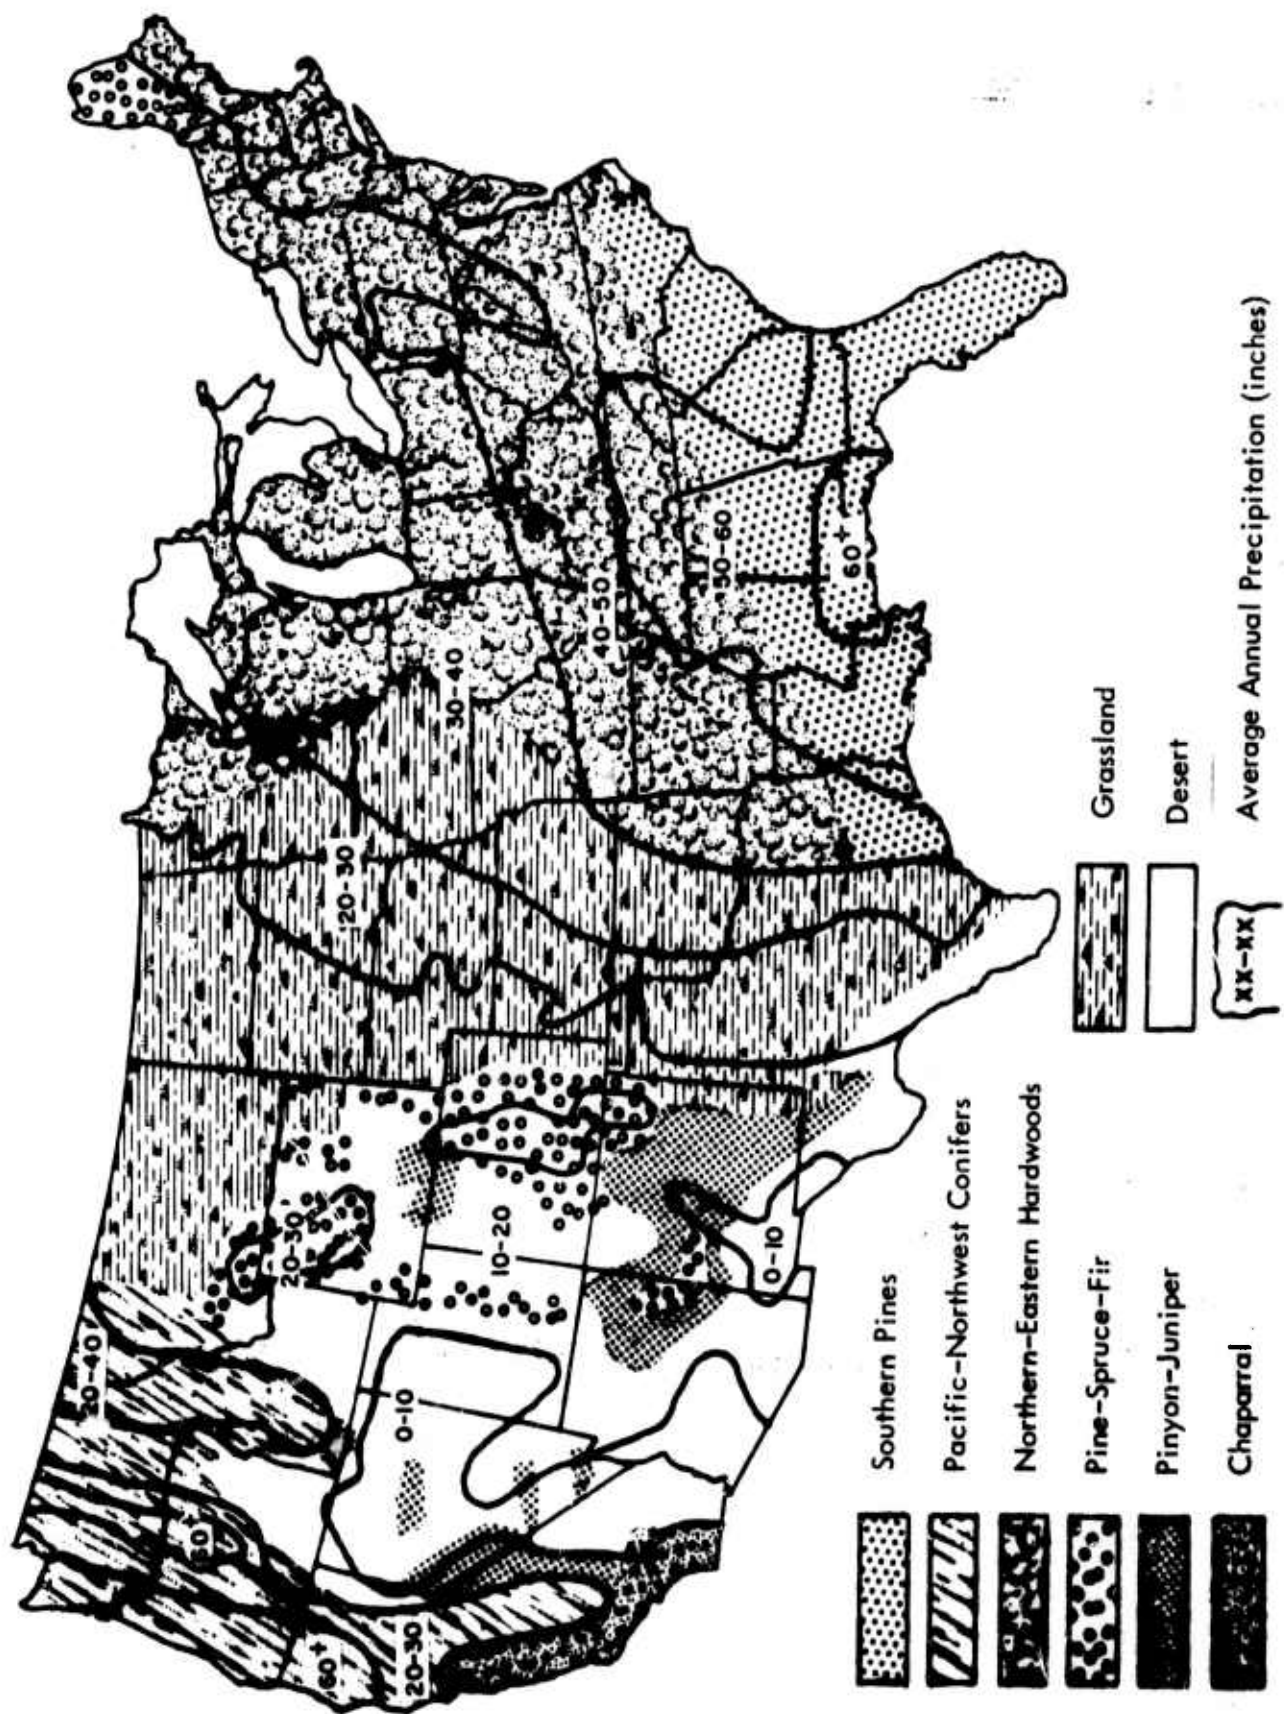 20-40
60+
20-30
0-10
20-30
10-20
0-10
20-30
30-40
40-50
50-60
60+
Southern Pines
Pacific-Northwest Conifers
Northern-Eastern Hardwoods
Pine-Spruce-Fir
Pinyon-Juniper
Chaparral
Grassland
Desert
XX-XX
Average Annual Precipitation (inches)